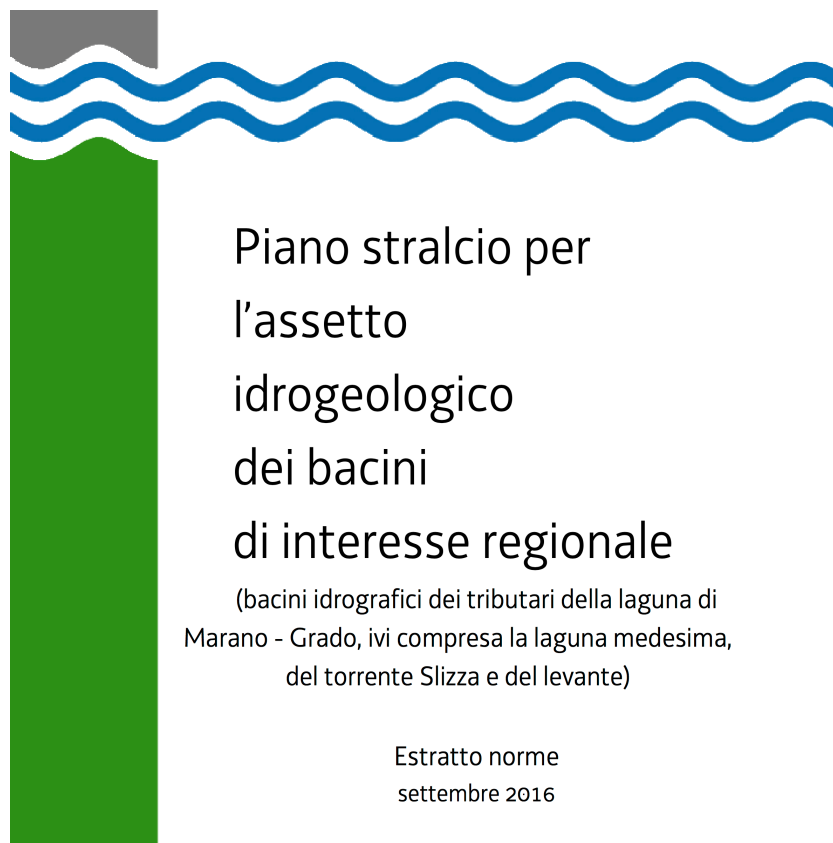 Piano stralcio per
l’assetto
idrogeologico
dei bacini
di interesse regionale
(bacini idrografici dei tributari della laguna di
Marano - Grado, ivi compresa la laguna medesima,
del torrente Slizza e del levante)
Estratto norme
settembre 2016